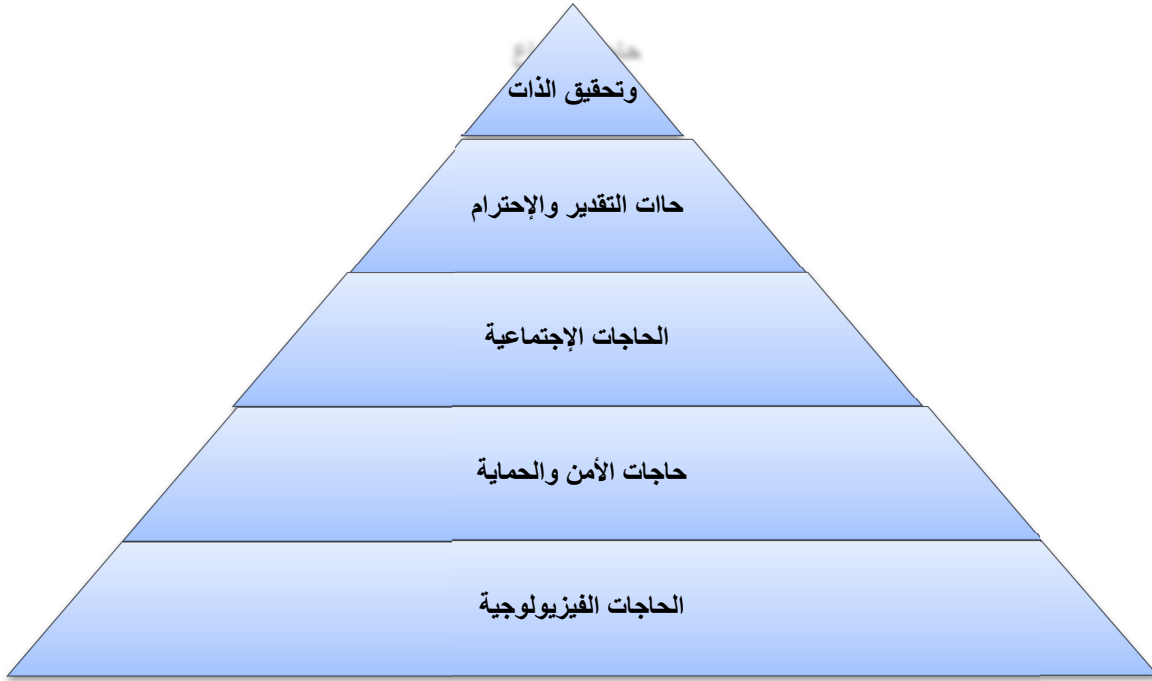 وتحقيق الذات
حاات التقدير والإحترام
الحاجات الإجتماعية
حاجات الأمن والحماية
الحاجات الفيزيولوجية